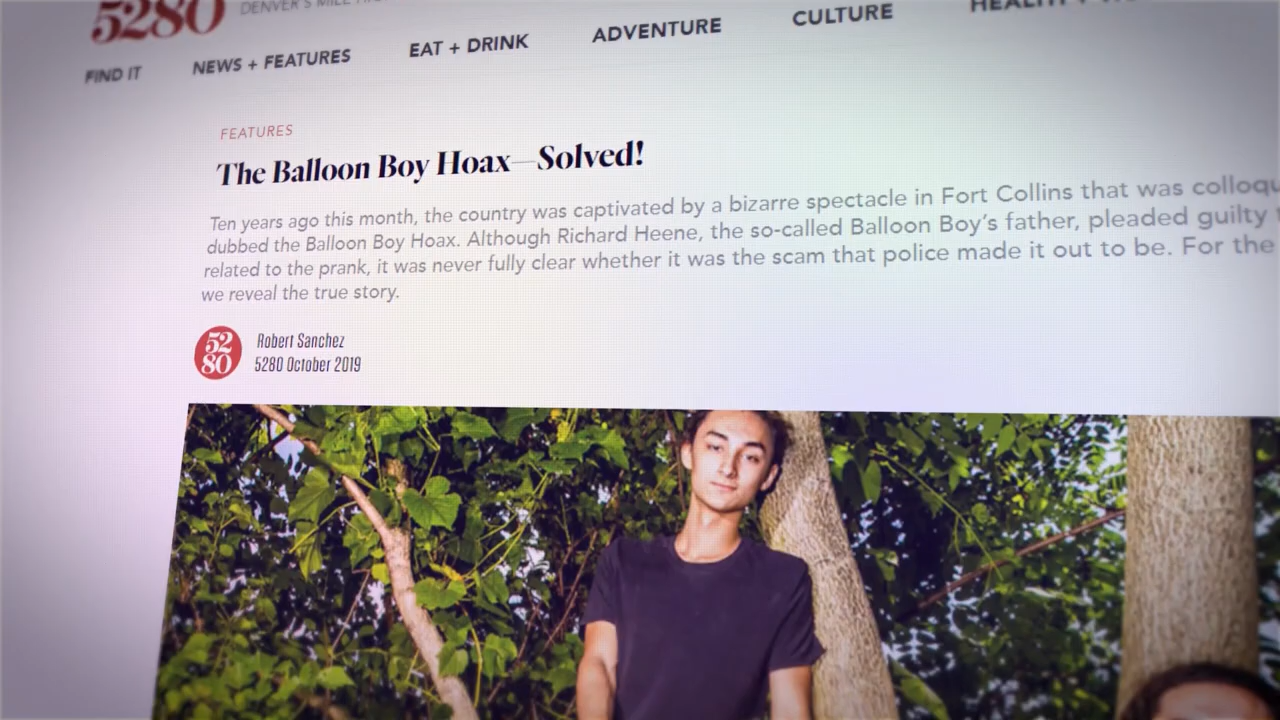 5280
DENVER'S MILE
FIND IT
NEWS + FEATURES
EAT + DRINK
ADVENTURE
CULTURE
FEATURES
The Balloon Boy Hoax—Solved!
Ten years ago this month, the country was captivated by a bizarre spectacle in Fort Collins that was
dubbed the Balloon Boy Hoax. Although Richard Heene, the so-called Balloon Boy's father, pleaded guilty
related to the prank, it was never fully clear whether it was the scam that police made it out to be. For the
we reveal the true story.
52
80
Robert Sanchez
5280 October 2019